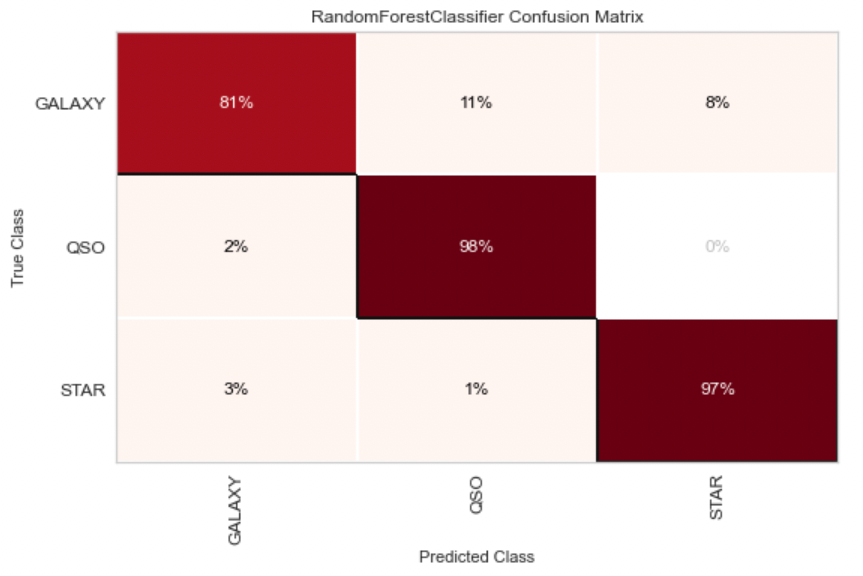 RandomForestClassifier Confusion Matrix
GALAXY 81% 11% 8%
QSO 2% 98% 0%
STAR 3% 1% 97%
True Class
GALAXY QSO STAR
Predicted Class